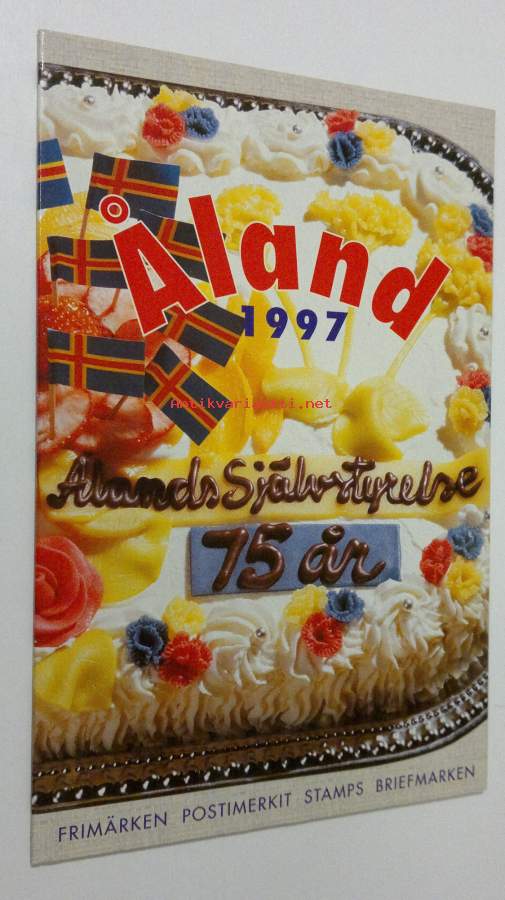 Åland
1997
Antikvariaatti.net
Ålands Självstyrelse
75 år
FRIMÄRKEN POSTIMERKIT STAMPS BRIEFMARKEN